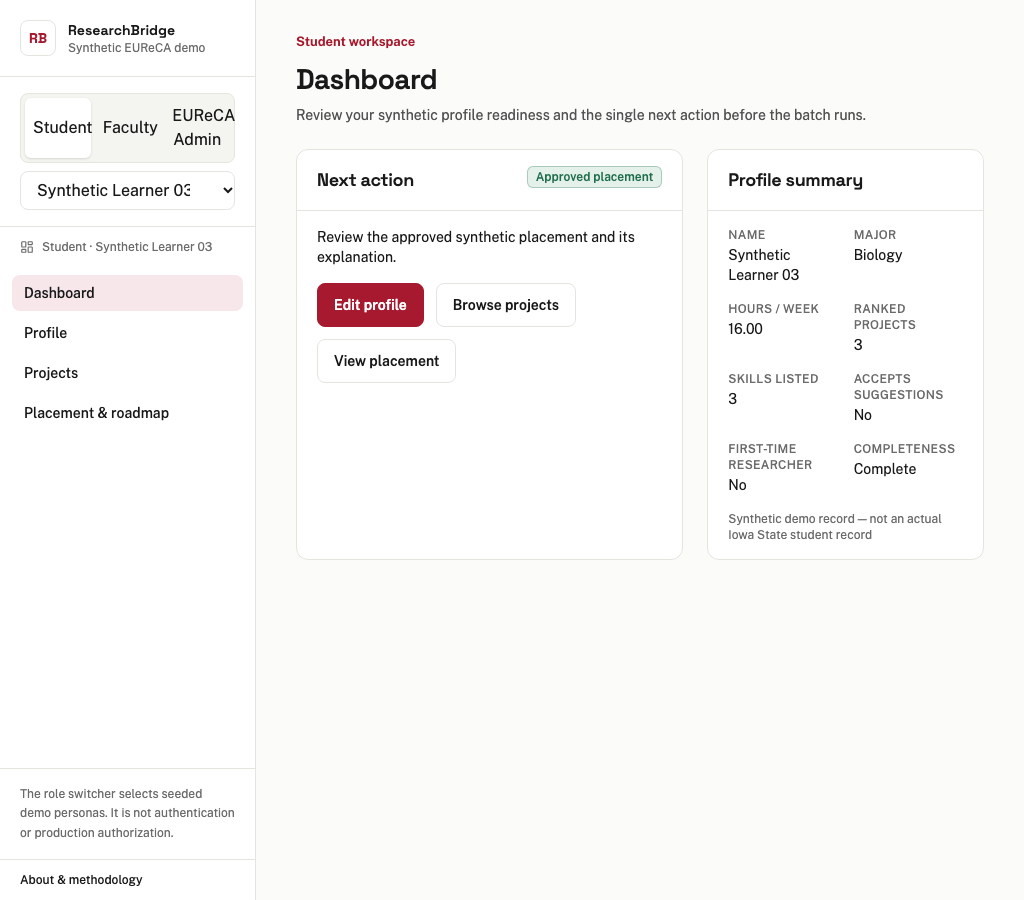 RB
ResearchBridge
Synthetic EUReCA demo
Student
Faculty
EUReCA
Admin
Synthetic Learner 03
Student · Synthetic Learner 03
Dashboard
Profile
Projects
Placement & roadmap
The role switcher selects seeded
demo personas. It is not authentication
or production authorization.
About & methodology
Student workspace
Dashboard
Review your synthetic profile readiness and the single next action before the batch runs.
Next action
Approved placement
Review the approved synthetic placement and its
explanation.
Edit profile
Browse projects
View placement
Profile summary
NAME
Synthetic
Learner 03
MAJOR
Biology
HOURS / WEEK
16.00
RANKED
PROJECTS
3
SKILLS LISTED
3
ACCEPTS
SUGGESTIONS
No
FIRST-TIME
RESEARCHER
No
COMPLETENESS
Complete
Synthetic demo record — not an actual
Iowa State student record